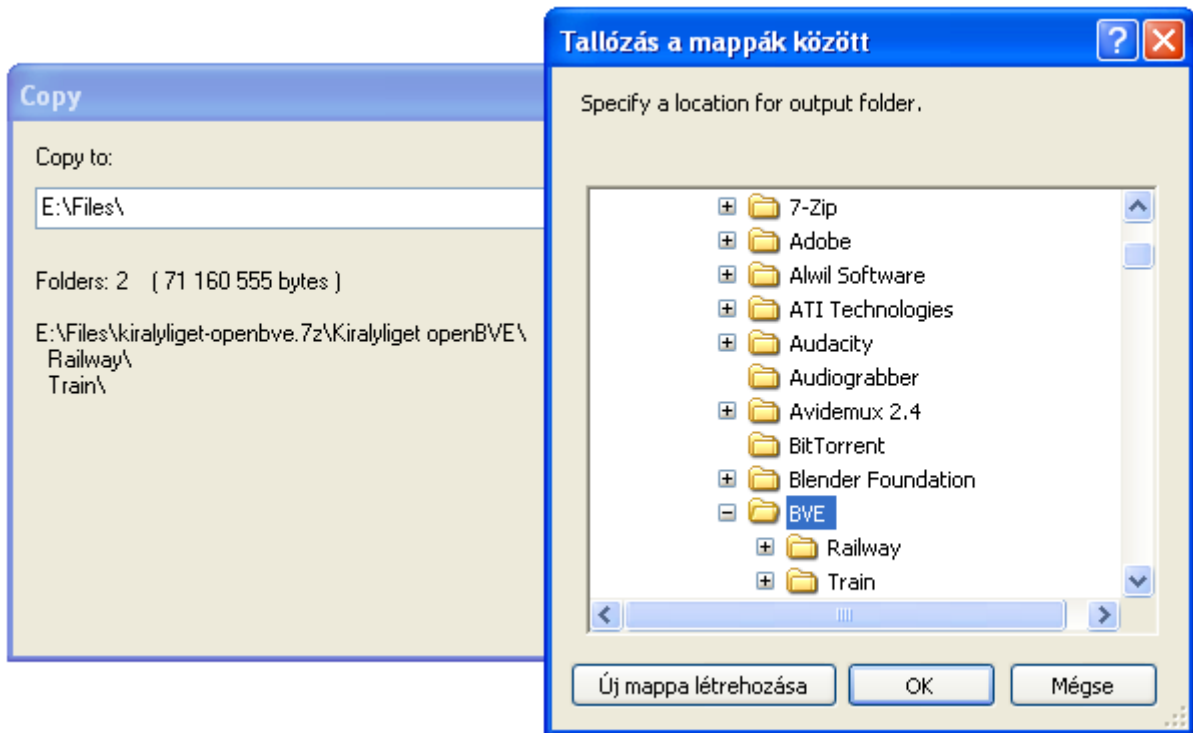 Copy
Copy to:
E:\Files\
Folders: 2 ( 71 160 555 bytes )
E:\Files\kiralyliget-openbve.7z\Kiralyliget openBVE\
Railway\
Train\
Tallózás a mappák között
Specify a location for output folder.
7-Zip
Adobe
Alwil Software
ATI Technologies
Audacity
Audiograbber
Avidemux 2.4
BitTorrent
Blender Foundation
BVE
Railway
Train
Új mappa létrehozása
OK
Mégse